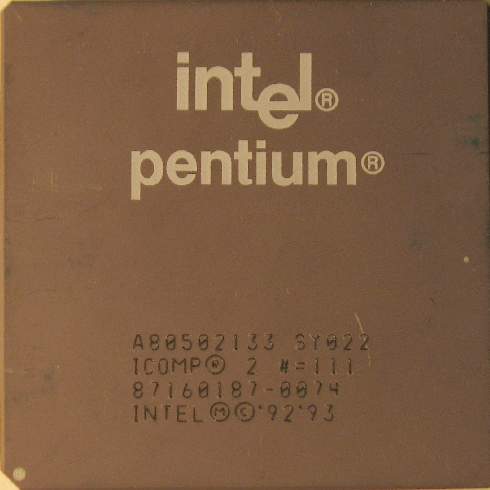 intel®
pentium®
A80502133 SY022
ICOMP® 2 #=111
87160187-0074
INTEL Ⓜ © '92 '93